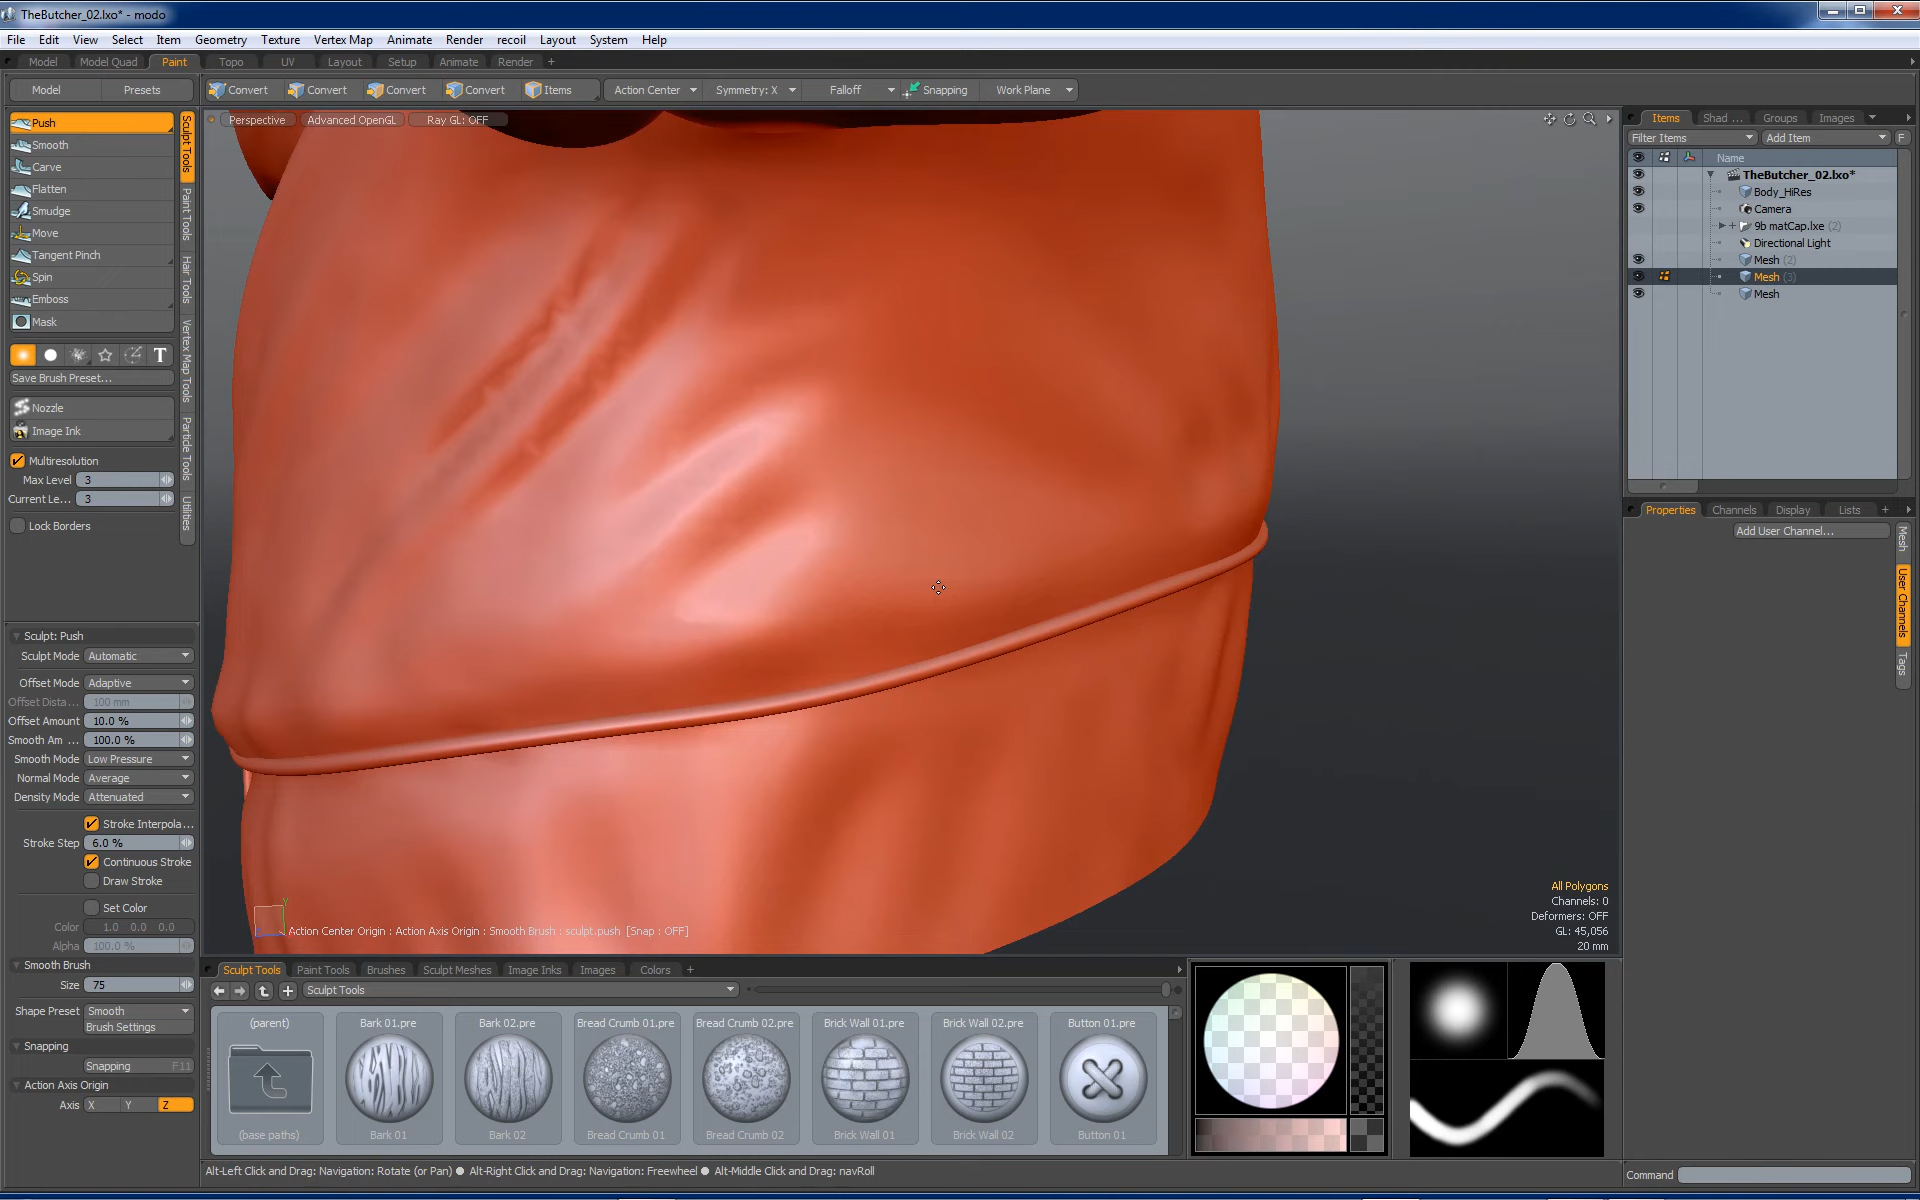 TheButcher_02.lxo* - modo
File Edit View Select Item Geometry Texture Vertex Map Animate Render recoil Layout System Help
Model Model Quad Paint Topo UV Layout Setup Animate Render +
Model Presets Convert Convert Convert Convert Items Action Center Symmetry: X Falloff Snapping Work Plane
Perspective Advanced OpenGL Ray GL: OFF
Push
Smooth
Carve
Flatten
Smudge
Move
Tangent Pinch
Spin
Emboss
Mask
T
Save Brush Preset...
Nozzle
Image Ink
Multiresolution
Max Level 3
Current Le... 3
Lock Borders
Sculpt Tools
Paint Tools
Hair Tools
Vertex Map Tools
Particle Tools
Utilities
Sculpt: Push
Sculpt Mode Automatic
Offset Mode Adaptive
Offset Dista... 100 mm
Offset Amount 10.0 %
Smooth Am ... 100.0 %
Smooth Mode Low Pressure
Normal Mode Average
Density Mode Attenuated
Stroke Interpola...
Stroke Step 6.0 %
Continuous Stroke
Draw Stroke
Set Color
Color 1.0 0.0 0.0
Alpha 100.0 %
Smooth Brush
Size 75
Shape Preset Smooth
Brush Settings
Snapping
Snapping F11
Action Axis Origin
Axis X Y Z
Y
Action Center Origin : Action Axis Origin : Smooth Brush : sculpt.push [Snap : OFF]
All Polygons
Channels: 0
Deformers: OFF
GL: 45,056
20 mm
Sculpt Tools Paint Tools Brushes Sculpt Meshes Image Inks Images Colors +
Sculpt Tools
(parent) Bark 01.pre Bark 02.pre Bread Crumb 01.pre Bread Crumb 02.pre Brick Wall 01.pre Brick Wall 02.pre Button 01.pre
(base paths) Bark 01 Bark 02 Bread Crumb 01 Bread Crumb 02 Brick Wall 01 Brick Wall 02 Button 01
Alt-Left Click and Drag: Navigation: Rotate (or Pan) ● Alt-Right Click and Drag: Navigation: Freewheel ● Alt-Middle Click and Drag: navRoll
Items Shad ... Groups Images
Filter Items Add Item F
Name
TheButcher_02.lxo*
Body_HiRes
Camera
9b matCap.lxe (2)
Directional Light
Mesh (2)
Mesh (3)
Mesh
Properties Channels Display Lists +
Add User Channel...
Mesh
User Channels
Tags
Command